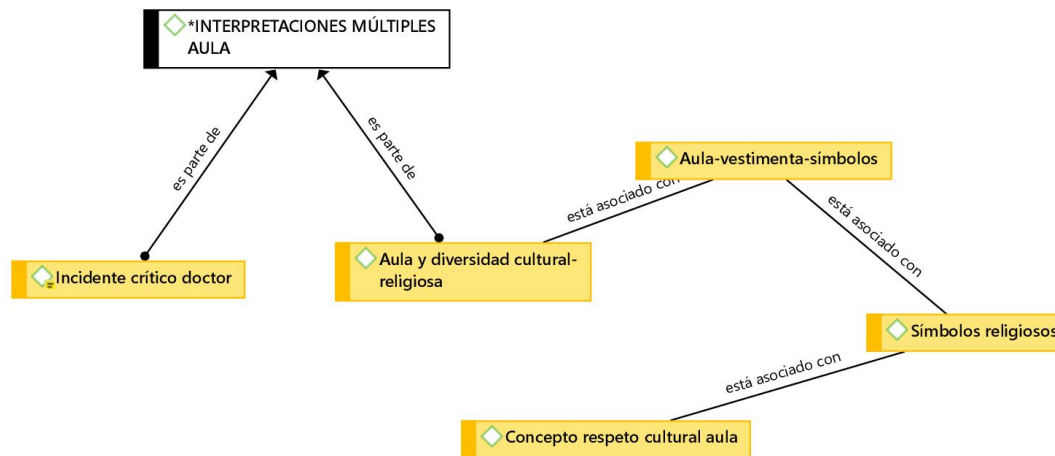 *INTERPRETACIONES MÚLTIPLES
AULA
es parte de
es parte de
Aula-vestimenta-símbolos
está asociado con
está asociado con
Incidente crítico doctor
Aula y diversidad cultural-
religiosa
Símbolos religiosos
está asociado con
Concepto respeto cultural aula